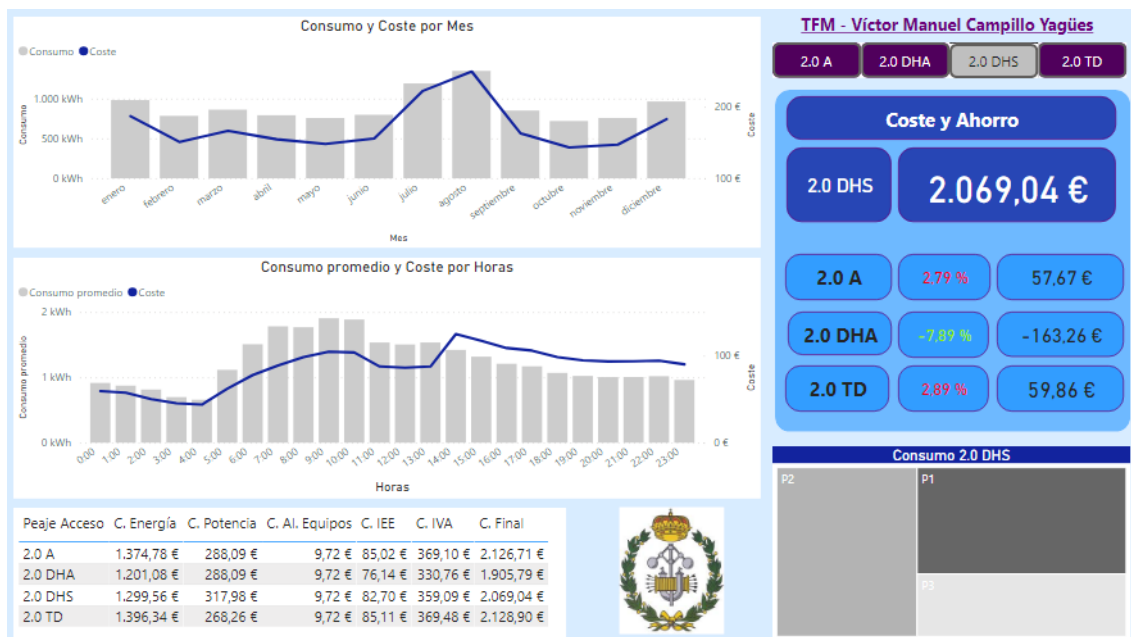 Consumo y Coste por Mes
Consumo Coste
1.000 kWh
500 kWh
0 kWh
Consumo
200 €
100 €
Coste
enero febrero marzo abril mayo junio julio agosto septiembre octubre noviembre diciembre
Mes
Consumo promedio y Coste por Horas
Consumo promedio Coste
2 kWh
1 kWh
0 kWh
Consumo promedio
100 €
0 €
Coste
0:00 1:00 2:00 3:00 4:00 5:00 6:00 7:00 8:00 9:00 10:00 11:00 12:00 13:00 14:00 15:00 16:00 17:00 18:00 19:00 20:00 21:00 22:00 23:00
Horas
Peaje Acceso C. Energía C. Potencia C. Al. Equipos C. IEE C. IVA C. Final
2.0 A 1.374,78 € 288,09 € 9,72 € 85,02 € 369,10 € 2.126,71 €
2.0 DHA 1.201,08 € 288,09 € 9,72 € 76,14 € 330,76 € 1.905,79 €
2.0 DHS 1.299,56 € 317,98 € 9,72 € 82,70 € 359,09 € 2.069,04 €
2.0 TD 1.396,34 € 268,26 € 9,72 € 85,11 € 369,48 € 2.128,90 €
TFM - Víctor Manuel Campillo Yagües
2.0 A 2.0 DHA 2.0 DHS 2.0 TD
Coste y Ahorro
2.0 DHS 2.069,04 €
2.0 A 2,79 % 57,67 €
2.0 DHA -7,89 % -163,26 €
2.0 TD 2,89 % 59,86 €
Consumo 2.0 DHS
P2 P1
P3